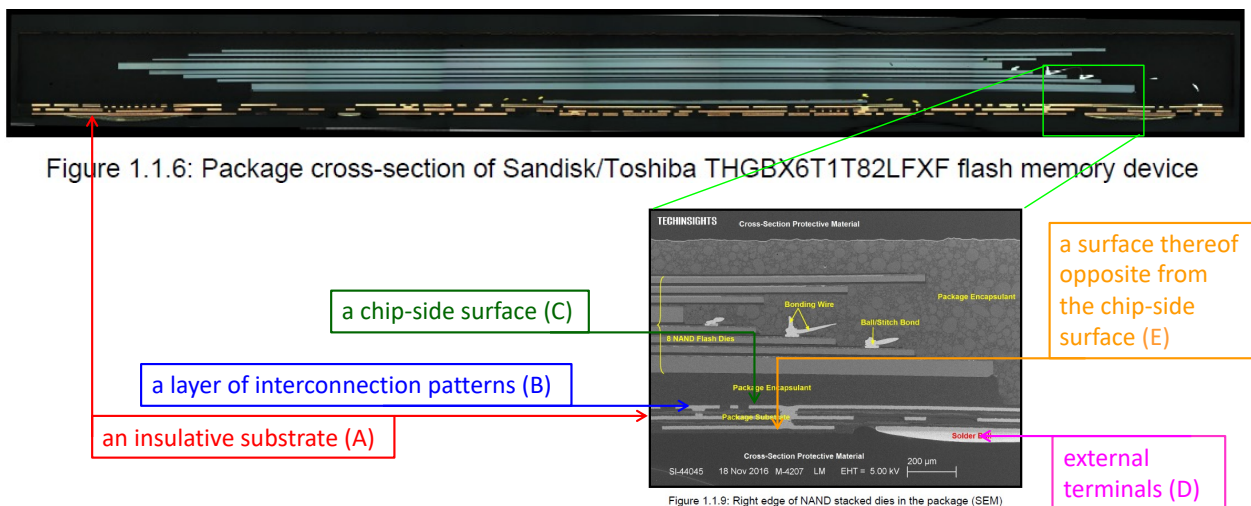 Figure 1.1.6: Package cross-section of Sandisk/Toshiba THGBX6T1T82LFXF flash memory device
TECHINSIGHTS
Cross-Section Protective Material
a surface thereof
opposite from
the chip-side
surface (E)
Package Encapsulant
a chip-side surface (C)
Bonding Wire
Ball/Stitch Bond
8 NAND Flash Dies
a layer of interconnection patterns (B)
Package Encapsulant
Package Substrate
an insulative substrate (A)
Solder
Cross-Section Protective Material
200 µm
SI-44045 18 Nov 2016 M-4207 LM EHT = 5.00 kV
external
terminals (D)
Figure 1.1.9: Right edge of NAND stacked dies in the package (SEM)